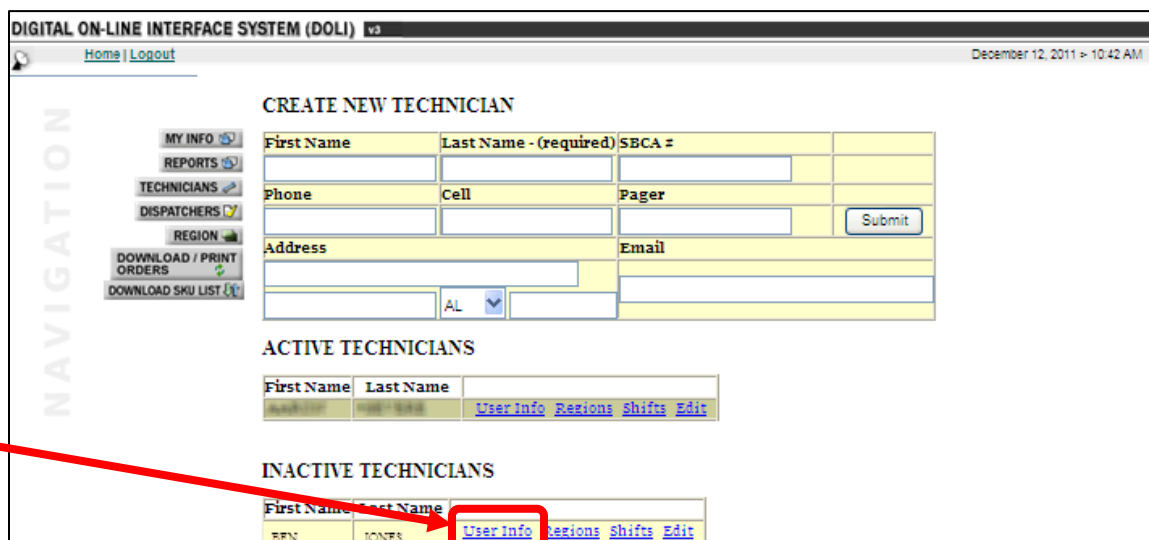 DIGITAL ON-LINE INTERFACE SYSTEM (DOLI) v3
Home | Logout December 12, 2011 > 10:42 AM
NAVIGATION
MY INFO
REPORTS
TECHNICIANS
DISPATCHERS
REGION
DOWNLOAD / PRINT
ORDERS
DOWNLOAD SKU LIST
CREATE NEW TECHNICIAN
First Name Last Name - (required) SBCA #
Phone Cell Pager
Submit
Address Email
AL
ACTIVE TECHNICIANS
First Name Last Name
User Info Regions Shifts Edit
INACTIVE TECHNICIANS
First Name Last Name
BEN JONES User Info Regions Shifts Edit